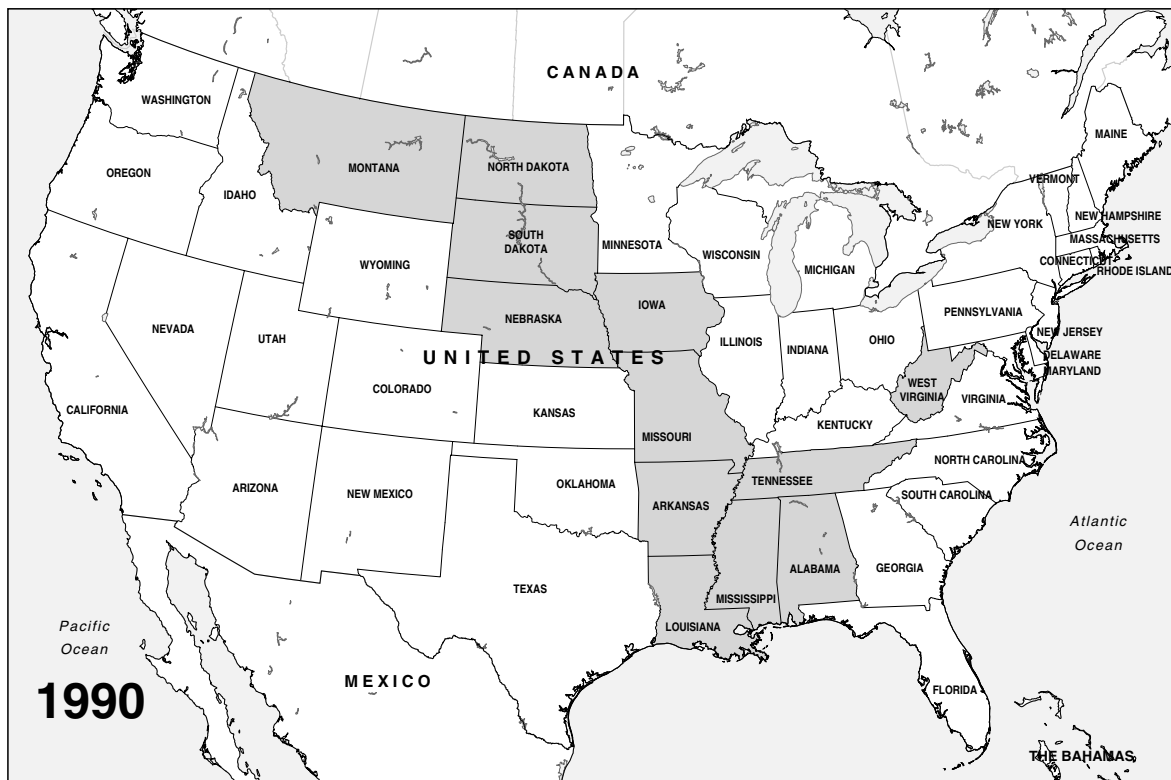 CANADA
WASHINGTON
MAINE
MONTANA
NORTH DAKOTA
OREGON
VERMONT
IDAHO
NEW HAMPSHIRE
NEW YORK
SOUTH
DAKOTA
MINNESOTA
MASSACHUSETTS
WISCONSIN
CONNECTICUT
WYOMING
MICHIGAN
RHODE ISLAND
IOWA
PENNSYLVANIA
NEBRASKA
NEVADA
NEW JERSEY
UTAH
OHIO
ILLINOIS
INDIANA
UNITED STATES
DELAWARE
MARYLAND
COLORADO
WEST
VIRGINIA
VIRGINIA
CALIFORNIA
KANSAS
KENTUCKY
MISSOURI
NORTH CAROLINA
TENNESSEE
OKLAHOMA
ARIZONA
NEW MEXICO
SOUTH CAROLINA
ARKANSAS
Atlantic
Ocean
ALABAMA
GEORGIA
TEXAS
MISSISSIPPI
LOUISIANA
Pacific
Ocean
MEXICO
FLORIDA
1990
THE BAHAMAS